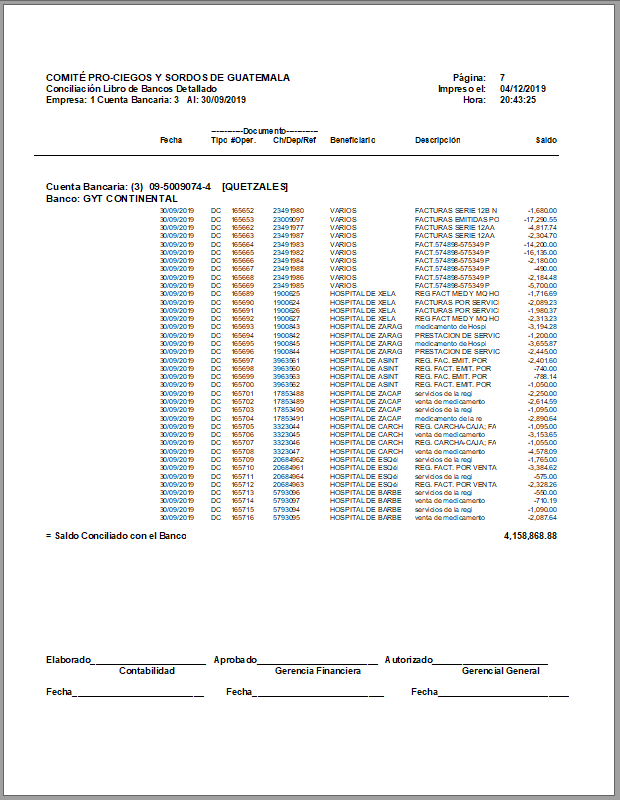 COMITÉ PRO-CIEGOS Y SORDOS DE GUATEMALA Página: 7
Conciliación Libro de Bancos Detallado Impreso el: 04/12/2019
Empresa: 1 Cuenta Bancaria: 3 Al: 30/09/2019 Hora: 20:43:25
-----------Documento-----------
Fecha Tipo #Oper. Ch/Dep/Ref Beneficiario Descripción Saldo
Cuenta Bancaria: (3) 09-5009074-4 [QUETZALES]
Banco: GYT CONTINENTAL
30/09/2019 DC 165652 23491980 VARIOS FACTURAS SERIE 12B N -1,680.00
30/09/2019 DC 165653 23009097 VARIOS FACTURAS EMITIDAS PO -17,290.55
30/09/2019 DC 165662 23491977 VARIOS FACTURAS SERIE 12AA -4,817.74
30/09/2019 DC 165663 23491987 VARIOS FACTURAS SERIE 12AA -2,304.70
30/09/2019 DC 165664 23491983 VARIOS FACT.574898-575349 P -14,200.00
30/09/2019 DC 165665 23491982 VARIOS FACT.574898-575349 P -16,135.00
30/09/2019 DC 165666 23491984 VARIOS FACT.574898-575349 P -2,180.00
30/09/2019 DC 165667 23491988 VARIOS FACT.574898-575349 P -490.00
30/09/2019 DC 165668 23491986 VARIOS FACT.574898-575349 P -2,184.48
30/09/2019 DC 165669 23491985 VARIOS FACT.574898-575349 P -5,700.00
30/09/2019 DC 165689 1900625 HOSPITAL DE XELA REG FACT MED Y MQ HO -1,716.69
30/09/2019 DC 165690 1900624 HOSPITAL DE XELA FACTURAS POR SERVICI -2,089.23
30/09/2019 DC 165691 1900626 HOSPITAL DE XELA FACTURAS POR SERVICI -1,980.37
30/09/2019 DC 165692 1900627 HOSPITAL DE XELA REG FACT MED Y MQ HO -2,313.23
30/09/2019 DC 165693 1900843 HOSPITAL DE ZARAG medicamento de Hospi -3,194.28
30/09/2019 DC 165694 1900842 HOSPITAL DE ZARAG PRESTACION DE SERVIC -1,200.00
30/09/2019 DC 165695 1900845 HOSPITAL DE ZARAG medicamento de Hospi -3,655.87
30/09/2019 DC 165696 1900844 HOSPITAL DE ZARAG PRESTACION DE SERVIC -2,445.00
30/09/2019 DC 165697 3963561 HOSPITAL DE ASINT REG. FACT. EMIT. POR -2,401.60
30/09/2019 DC 165698 3963560 HOSPITAL DE ASINT REG. FACT. EMIT. POR -740.00
30/09/2019 DC 165699 3963563 HOSPITAL DE ASINT REG. FACT. EMIT. POR -788.14
30/09/2019 DC 165700 3963562 HOSPITAL DE ASINT REG. FACT. EMIT. POR -1,050.00
30/09/2019 DC 165701 17853488 HOSPITAL DE ZACAP servicios de la regi -2,250.00
30/09/2019 DC 165702 17853489 HOSPITAL DE ZACAP venta de medicamento -2,614.59
30/09/2019 DC 165703 17853490 HOSPITAL DE ZACAP servicios de la regi -1,095.00
30/09/2019 DC 165704 17853491 HOSPITAL DE ZACAP medicamento de la re -2,890.64
30/09/2019 DC 165705 3323044 HOSPITAL DE CARCH REG. CARCHA-CAJA; FA -1,095.00
30/09/2019 DC 165706 3323045 HOSPITAL DE CARCH venta de medicamento -3,153.65
30/09/2019 DC 165707 3323046 HOSPITAL DE CARCH REG. CARCHA-CAJA; FA -1,055.00
30/09/2019 DC 165708 3323047 HOSPITAL DE CARCH venta de medicamento -4,578.09
30/09/2019 DC 165709 20684962 HOSPITAL DE ESQúI servicios de la regi -1,765.00
30/09/2019 DC 165710 20684961 HOSPITAL DE ESQúI REG. FACT. POR VENTA -3,384.62
30/09/2019 DC 165711 20684964 HOSPITAL DE ESQúI servicios de la regi -575.00
30/09/2019 DC 165712 20684963 HOSPITAL DE ESQúI REG. FACT. POR VENTA -2,328.26
30/09/2019 DC 165713 5793096 HOSPITAL DE BARBE servicios de la regi -550.00
30/09/2019 DC 165714 5793097 HOSPITAL DE BARBE venta de medicamento -710.19
30/09/2019 DC 165715 5793094 HOSPITAL DE BARBE servicios de la regi -1,090.00
30/09/2019 DC 165716 5793095 HOSPITAL DE BARBE venta de medicamento -2,087.64
= Saldo Conciliado con el Banco 4,158,868.88
Elaborado____________________ Aprobado____________________ Autorizado____________________
Contabilidad Gerencia Financiera Gerencial General
Fecha____________________ Fecha____________________ Fecha____________________